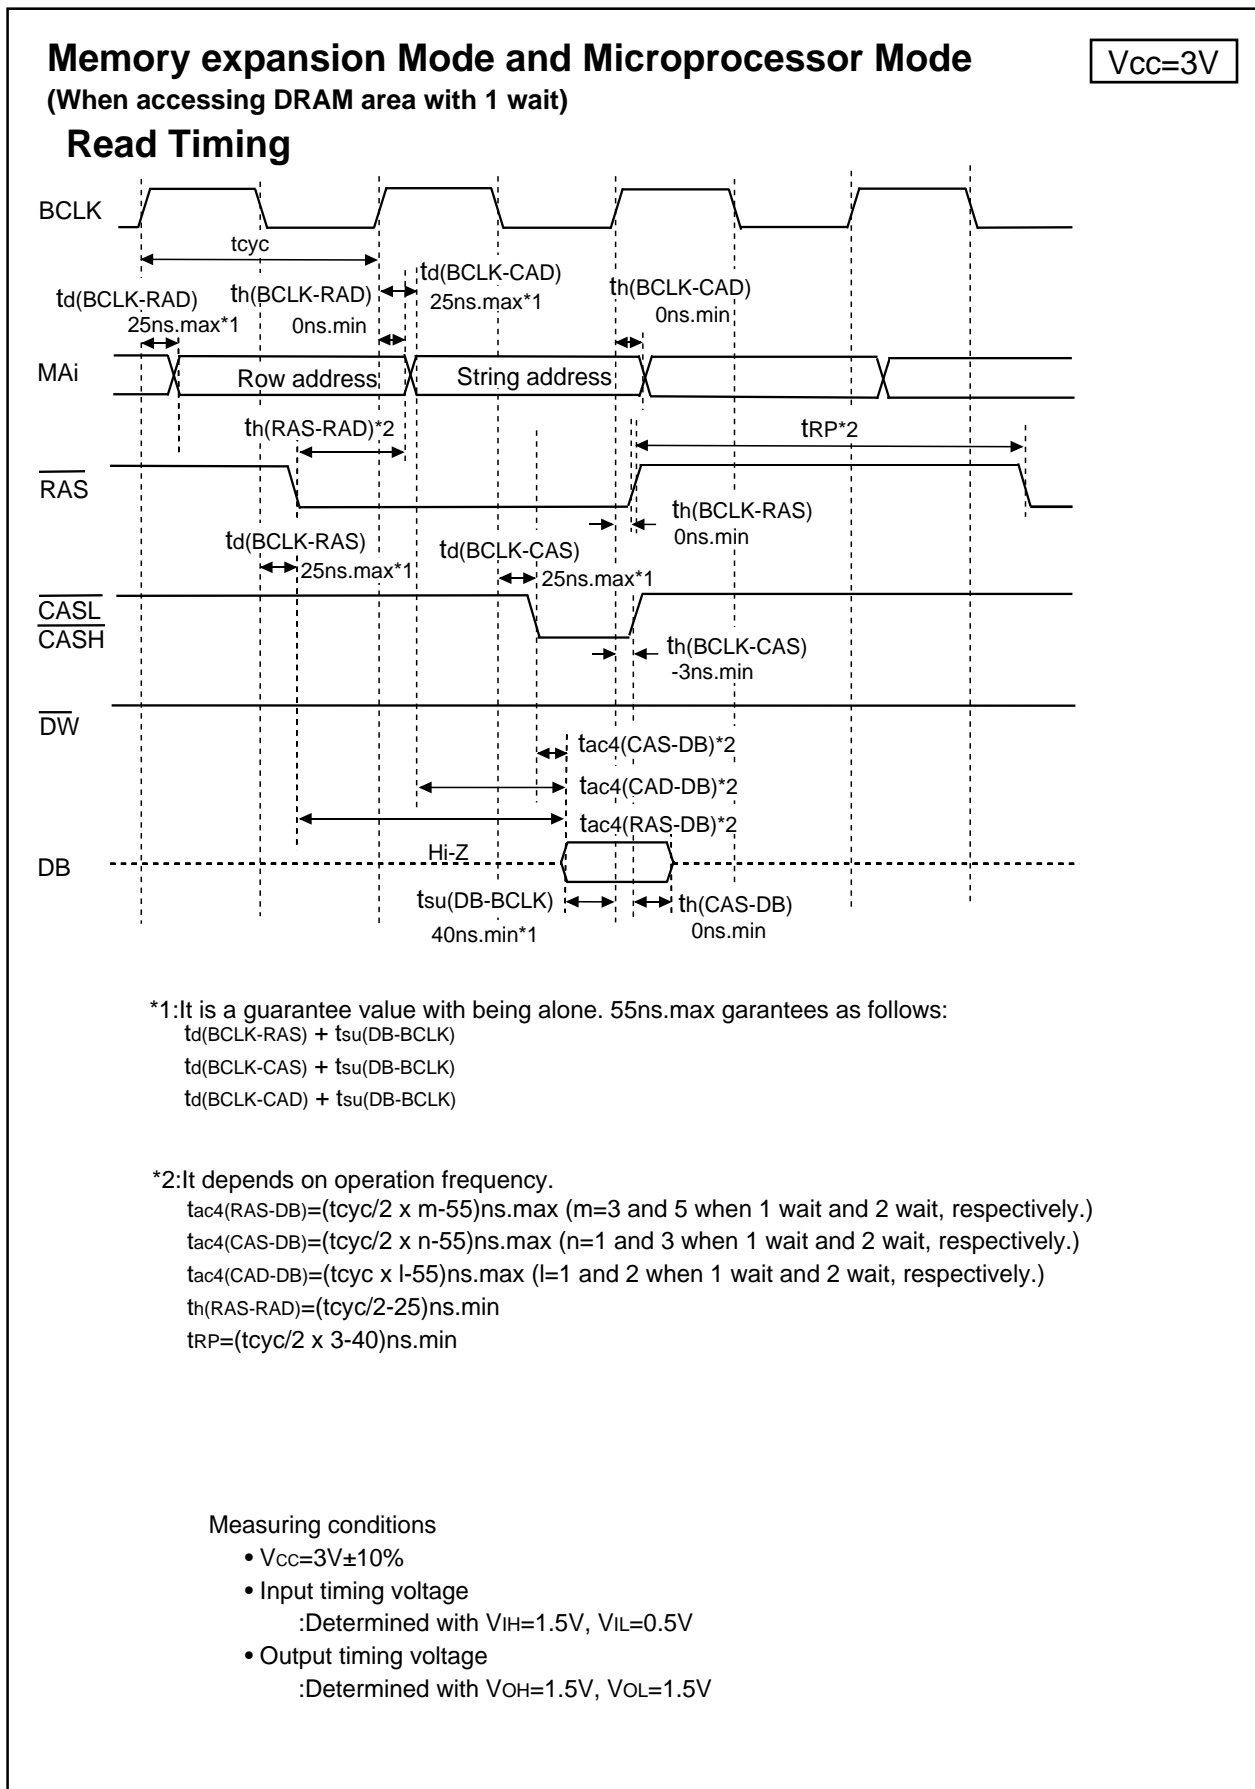 Memory expansion Mode and Microprocessor Mode
Vcc=3V
(When accessing DRAM area with 1 wait)
Read Timing
BCLK
tcyc
td(BCLK-RAD)
25ns.max*1
th(BCLK-RAD)
0ns.min
td(BCLK-CAD)
25ns.max*1
th(BCLK-CAD)
0ns.min
MAi
Row address
String address
th(RAS-RAD)*2
tRP*2
RAS
th(BCLK-RAS)
0ns.min
td(BCLK-RAS)
25ns.max*1
td(BCLK-CAS)
25ns.max*1
CASL
CASH
th(BCLK-CAS)
-3ns.min
DW
tac4(CAS-DB)*2
tac4(CAD-DB)*2
tac4(RAS-DB)*2
Hi-Z
DB
tsu(DB-BCLK)
40ns.min*1
th(CAS-DB)
0ns.min
*1:It is a guarantee value with being alone. 55ns.max garantees as follows:
td(BCLK-RAS) + tsu(DB-BCLK)
td(BCLK-CAS) + tsu(DB-BCLK)
td(BCLK-CAD) + tsu(DB-BCLK)
*2:It depends on operation frequency.
tac4(RAS-DB)=(tcyc/2 x m-55)ns.max (m=3 and 5 when 1 wait and 2 wait, respectively.)
tac4(CAS-DB)=(tcyc/2 x n-55)ns.max (n=1 and 3 when 1 wait and 2 wait, respectively.)
tac4(CAD-DB)=(tcyc x l-55)ns.max (l=1 and 2 when 1 wait and 2 wait, respectively.)
th(RAS-RAD)=(tcyc/2-25)ns.min
tRP=(tcyc/2 x 3-40)ns.min
Measuring conditions
• VCC=3V±10%
• Input timing voltage
:Determined with VIH=1.5V, VIL=0.5V
• Output timing voltage
:Determined with VOH=1.5V, VOL=1.5V